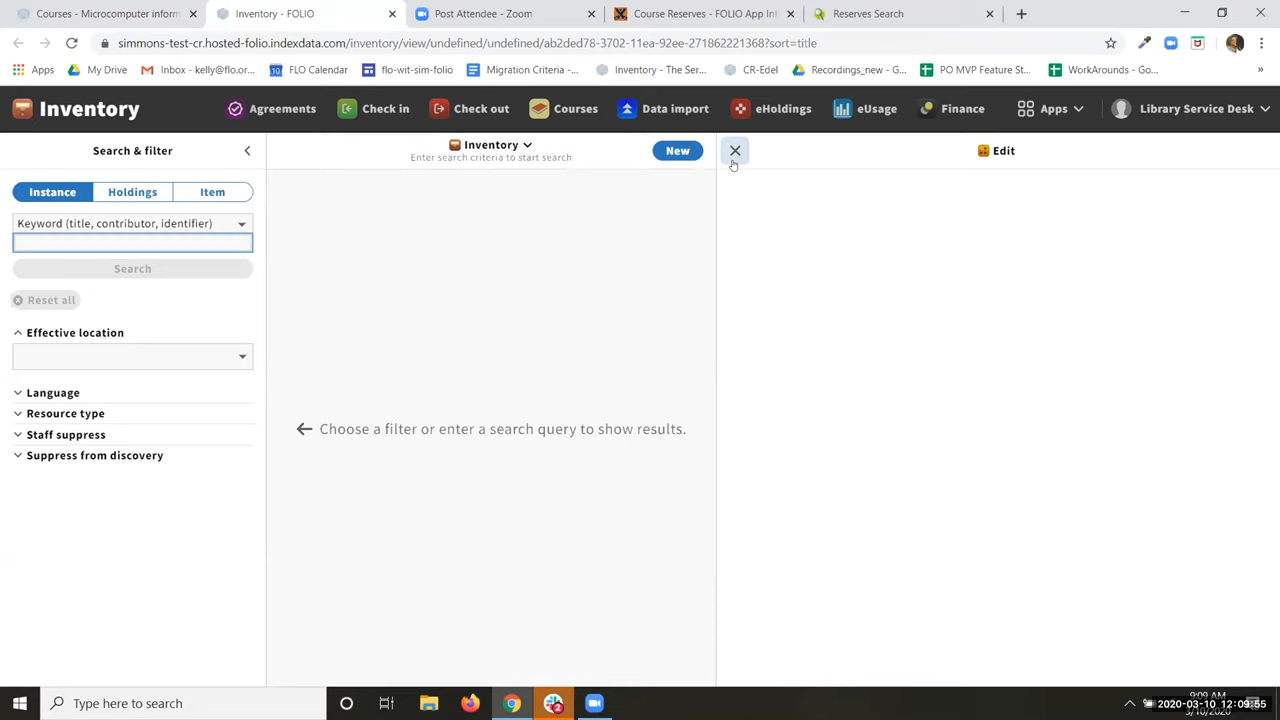 Courses - Microcomputer inform
Inventory - FOLIO
Post Attendee - Zoom
Course Reserves - FOLIO App Inf
Reserves Search
simmons-test-cr.hosted-folio.indexdata.com/inventory/view/undefined/undefined/ab2ded78-3702-11ea-92ee-271862221368?sort=title
Apps
My Drive
Inbox - kelly@flo.or...
FLO Calendar
flo-wit-sim-folio
Migration Criteria -...
Inventory - The Ser...
CR-Edel
Recordings_new - G...
PO MVP Feature St...
WorkArounds - Go...
»
Inventory
Agreements
Check in
Check out
Courses
Data import
eHoldings
eUsage
Finance
Apps
Library Service Desk
Search & filter
Inventory
Enter search criteria to start search
New
Edit
Instance
Holdings
Item
Keyword (title, contributor, identifier)
Search
Reset all
Effective location
Language
Resource type
Staff suppress
Suppress from discovery
Choose a filter or enter a search query to show results.
Type here to search
2
9:09 AM
2020-03-10 12:09:55